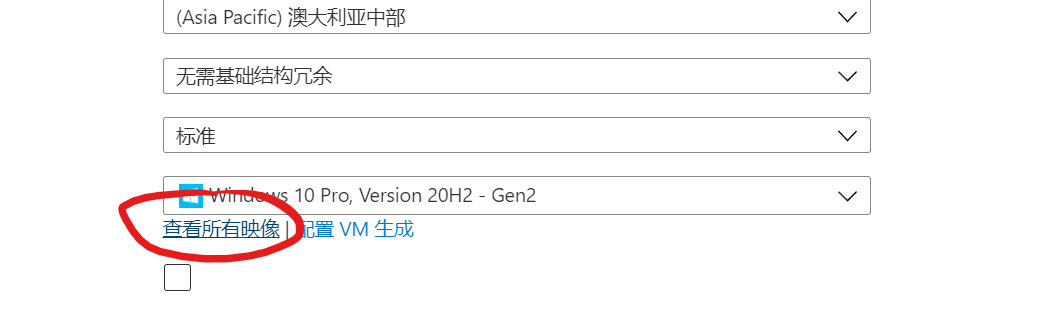 (Asia Pacific) 澳大利亚中部
无需基础结构冗余
标准
Windows 10 Pro, Version 20H2 - Gen2
查看所有映像 | 配置 VM 生成